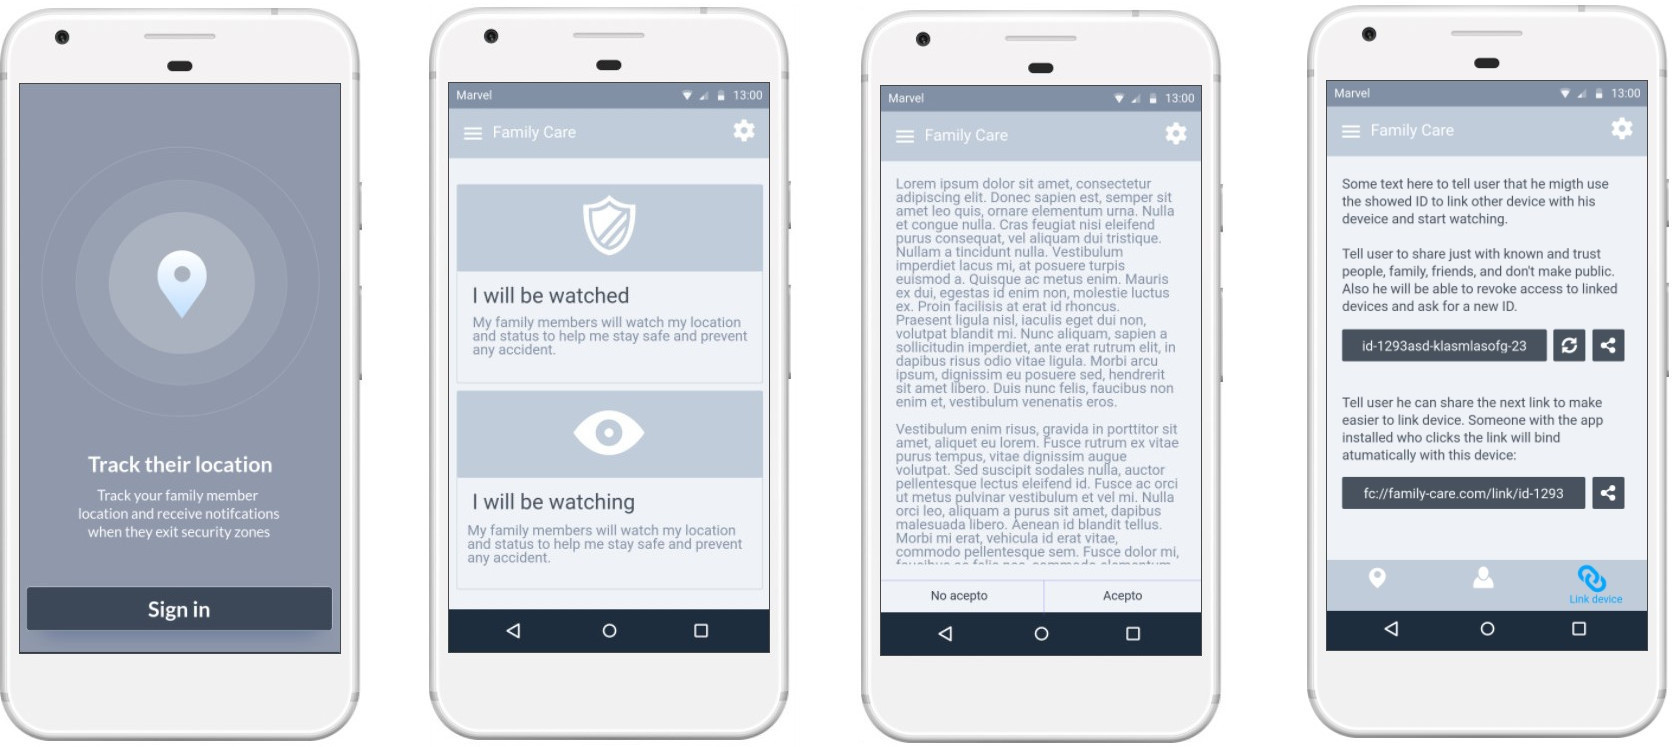 Track their location
Track your family member
location and receive notifcations
when they exit security zones
Sign in
Marvel
13:00
Family Care
I will be watched
My family members will watch my location
and status to help me stay safe and prevent
any accident.
I will be watching
My family members will watch my location
and status to help me stay safe and prevent
any accident.
Marvel
13:00
Family Care
Lorem ipsum dolor sit amet, consectetur
adipiscing elit. Donec sapien est, semper sit
amet leo quis, ornare elementum urna. Nulla
et congue nulla. Cras feugiat nisi eleifend
purus consequat, vel aliquam dui tristique.
Nullam a tincidunt nulla. Vestibulum
imperdiet lacus mi, at posuere turpis
euismod a. Quisque ac metus enim. Mauris
ex dui, egestas id enim non, molestie luctus
ex. Proin facilisis at erat id rhoncus.
Praesent ligula nisl, iaculis eget dui non,
volutpat blandit mi. Nunc aliquam, sapien a
sollicitudin imperdiet, ante erat rutrum elit, in
dapibus risus odio vitae ligula. Morbi arcu
ipsum, dignissim eu posuere sed, hendrerit
sit amet libero. Duis nunc felis, faucibus non
enim et, vestibulum venenatis eros.
Vestibulum enim risus, gravida in porttitor sit
amet, aliquet eu lorem. Fusce rutrum ex vitae
purus tempus, vitae dignissim augue
volutpat. Sed suscipit sodales nulla, auctor
pellentesque lectus eleifend id. Fusce ac orci
ut metus pulvinar vestibulum et vel mi. Nulla
orci leo, aliquam a purus sit amet, dapibus
malesuada libero. Aenean id blandit tellus.
Morbi mi erat, vehicula id erat vitae,
commodo pellentesque sem. Fusce dolor mi,
No acepto
Acepto
Marvel
13:00
Family Care
Some text here to tell user that he migth use
the showed ID to link other device with his
deveice and start watching.
Tell user to share just with known and trust
people, family, friends, and don't make public.
Also he will be able to revoke access to linked
devices and ask for a new ID.
id-1293asd-klasmlasofg-23
Tell user he can share the next link to make
easier to link device. Someone with the app
installed who clicks the link will bind
atumatically with this device:
fc://family-care.com/link/id-1293
Link device